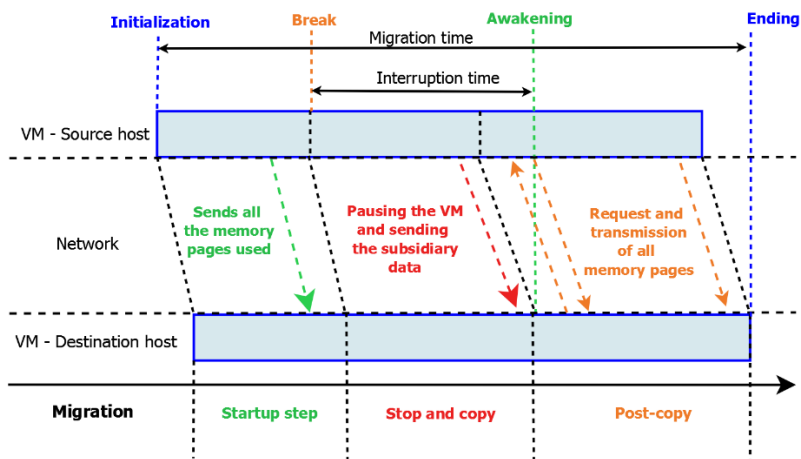 Initialization
Break
Awakening
Ending
Migration time
Interruption time
VM - Source host
Network
Sends all
the memory
pages used
Pausing the VM
and sending
the subsidiary
data
Request and
transmission
of all
memory pages
VM - Destination host
Migration
Startup step
Stop and copy
Post-copy